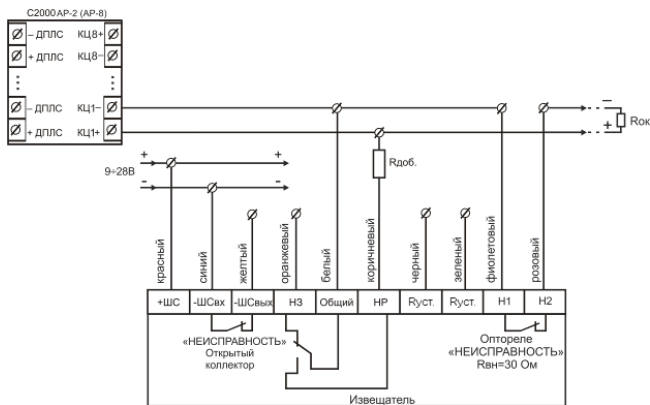 С2000 АР-2 (АР-8)
– ДПЛС КЦ8+
+ ДПЛС КЦ8–
– ДПЛС КЦ1–
+ ДПЛС КЦ1+
–
+
Rок
+ +
9÷28В
- -
Rдоб.
красный
синий
желтый
оранжевый
белый
коричневый
черный
зеленый
фиолетовый
розовый
+ШС -ШСвх -ШСвых НЗ Общий НР Rуст. Rуст. Н1 Н2
«НЕИСПРАВНОСТЬ»
Открытый
коллектор
Оптореле
«НЕИСПРАВНОСТЬ»
Rвн=30 Ом
Извещатель